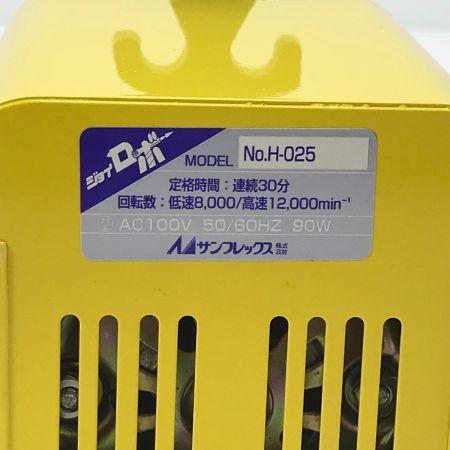 ジョイロボ
MODEL No.H-025
定格時間:連続30分
回転数:低速8,000/高速12,000min⁻¹
AC100V 50/60HZ 90W
サンフレックス株式会社